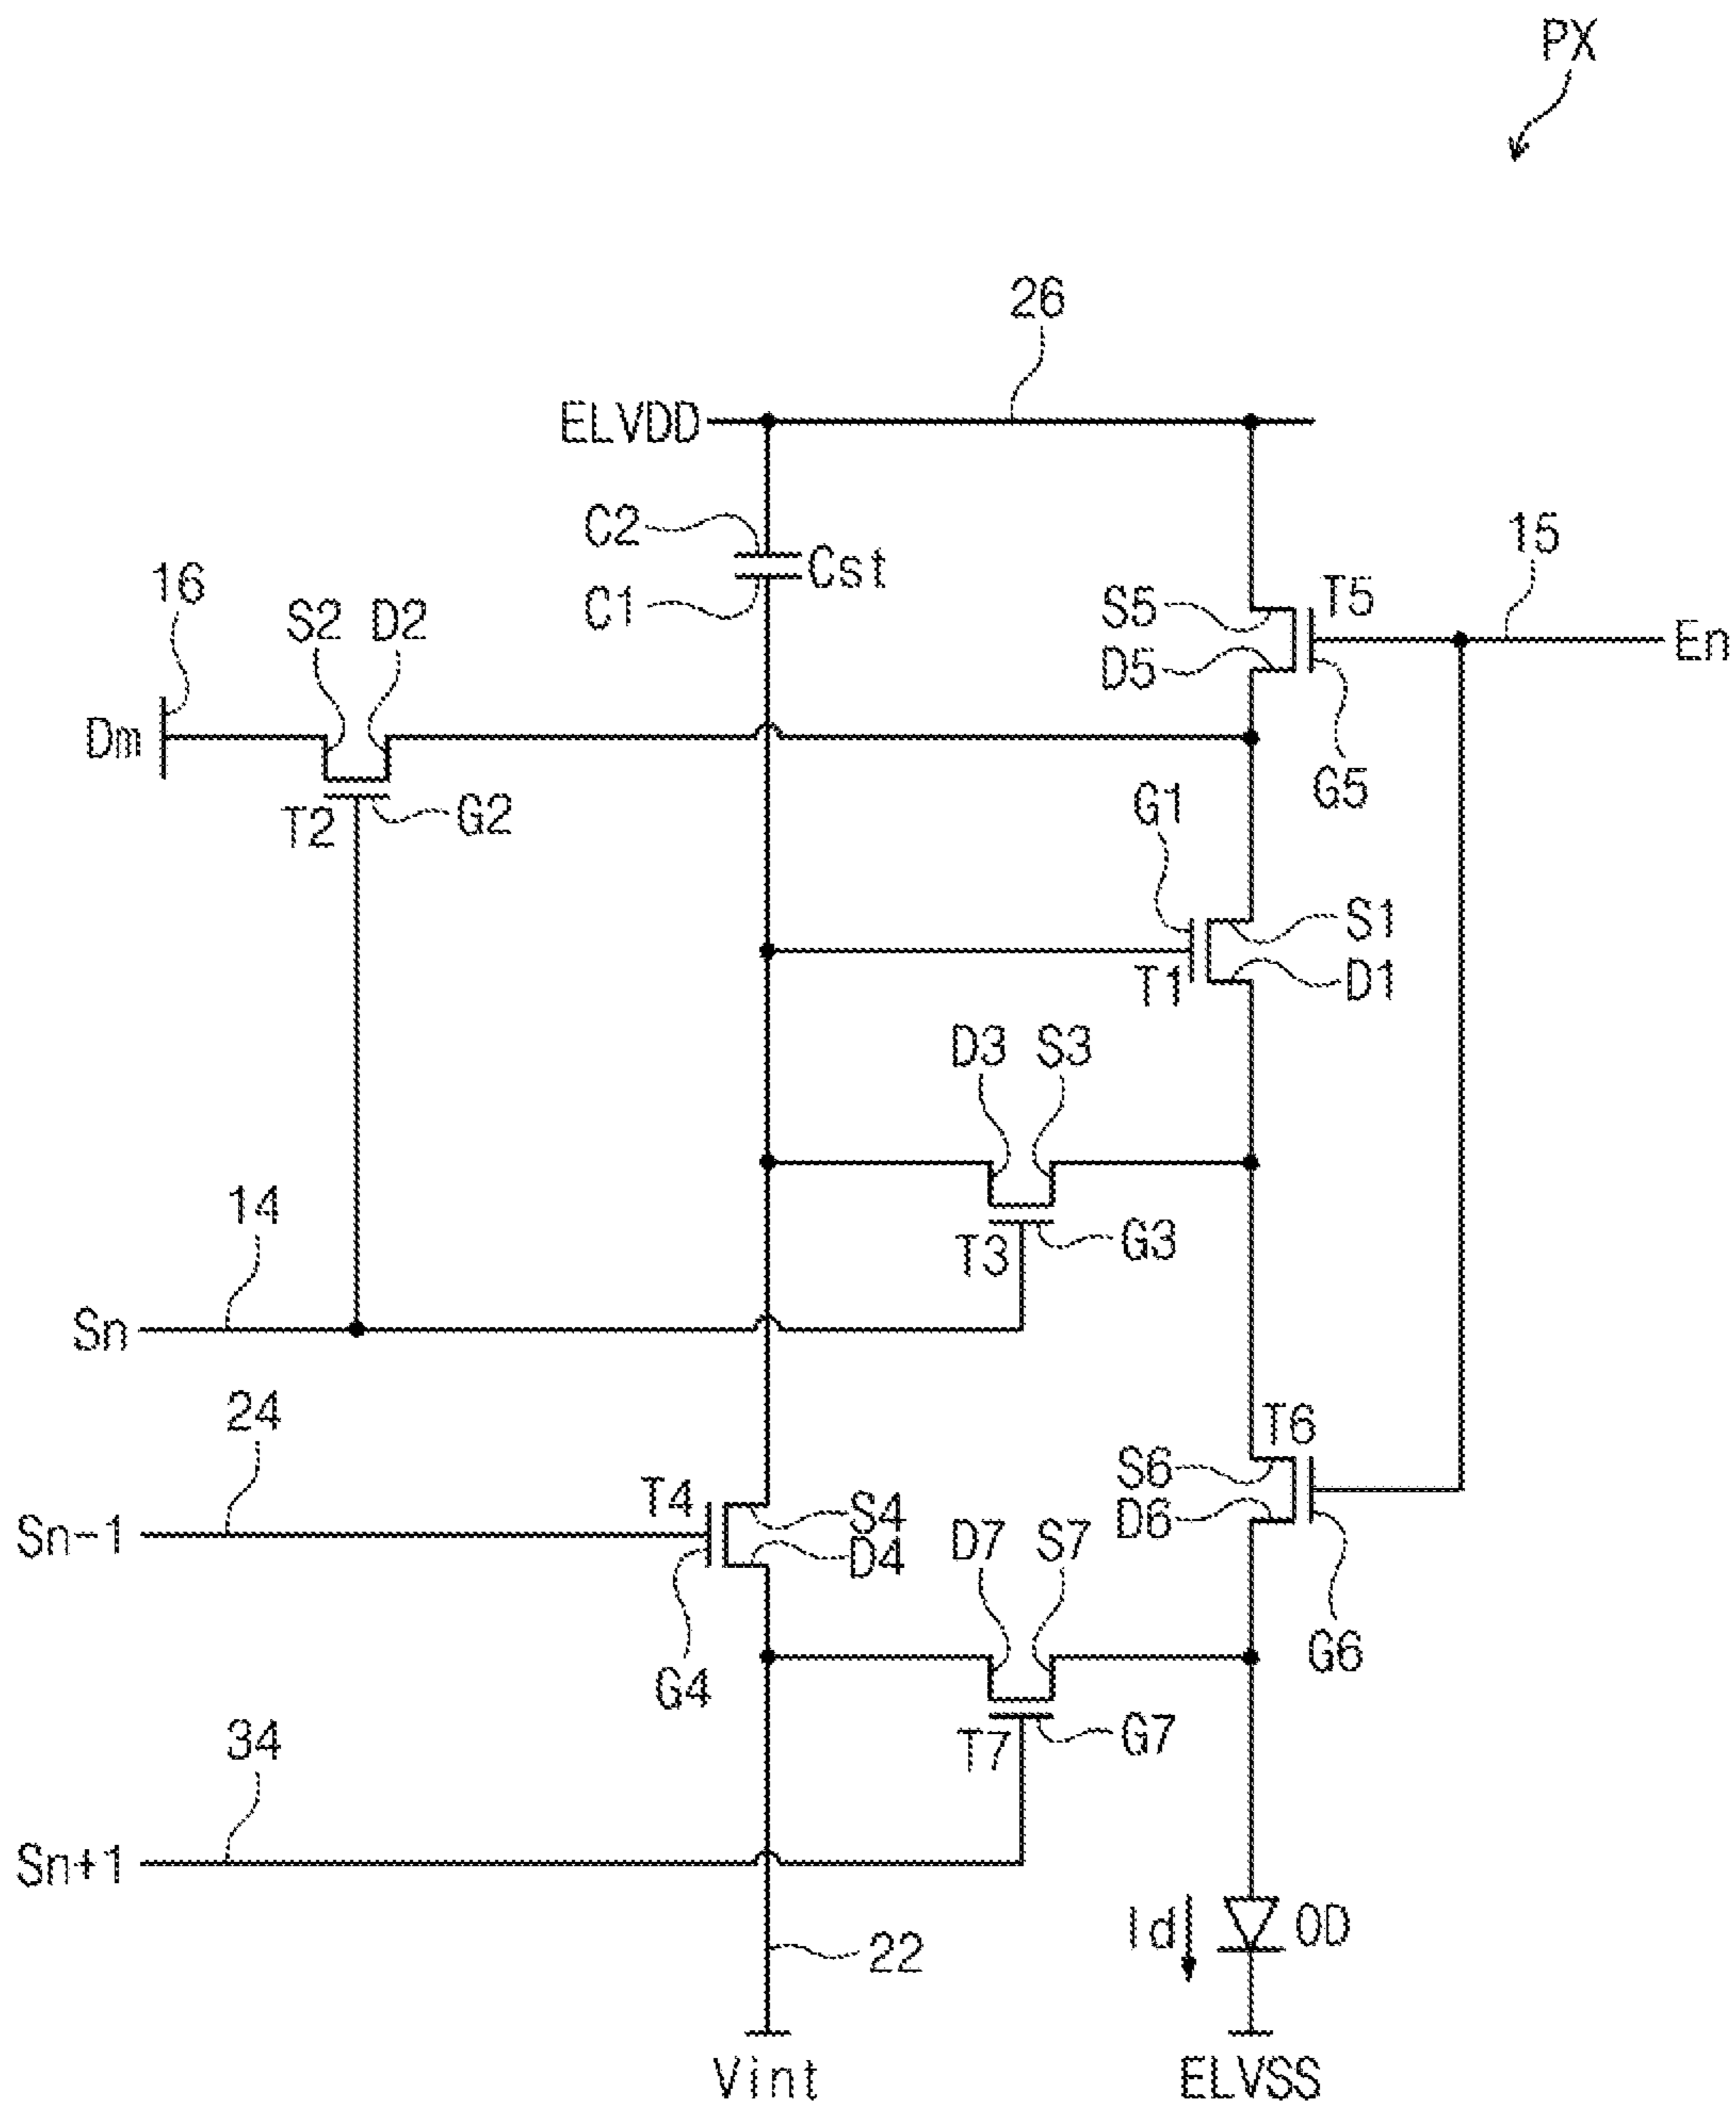 PX
26
ELVDD
C2
Cst
C1
16
S2 D2
15
T5
S5
D5
En
Dm
G5
T2
G2
G1
S1
T1
D1
D3 S3
14
T3
G3
Sn
24
T6
S6
D6
T4
S4
D4
Sn-1
D7 S7
G4
G6
34
T7
G7
Sn+1
Id
OD
22
Vint
ELVSS